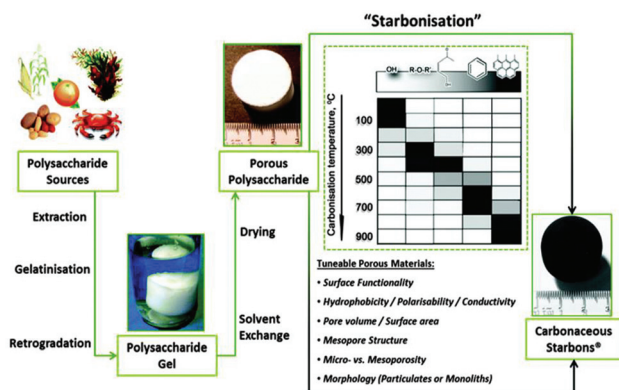 “Starbonisation”
OH
R-O-R'
Carbonisation temperature, ºC
100
300
500
700
900
Polysaccharide
Sources
Extraction
Gelatinisation
Retrogradation
Polysaccharide
Gel
Solvent
Exchange
Drying
Porous
Polysaccharide
Tuneable Porous Materials:
• Surface Functionality
• Hydrophobicity / Polarisability / Conductivity
• Pore volume / Surface area
• Mesopore Structure
• Micro- vs. Mesoporosity
• Morphology (Particulates or Monoliths)
Carbonaceous
Starbons®